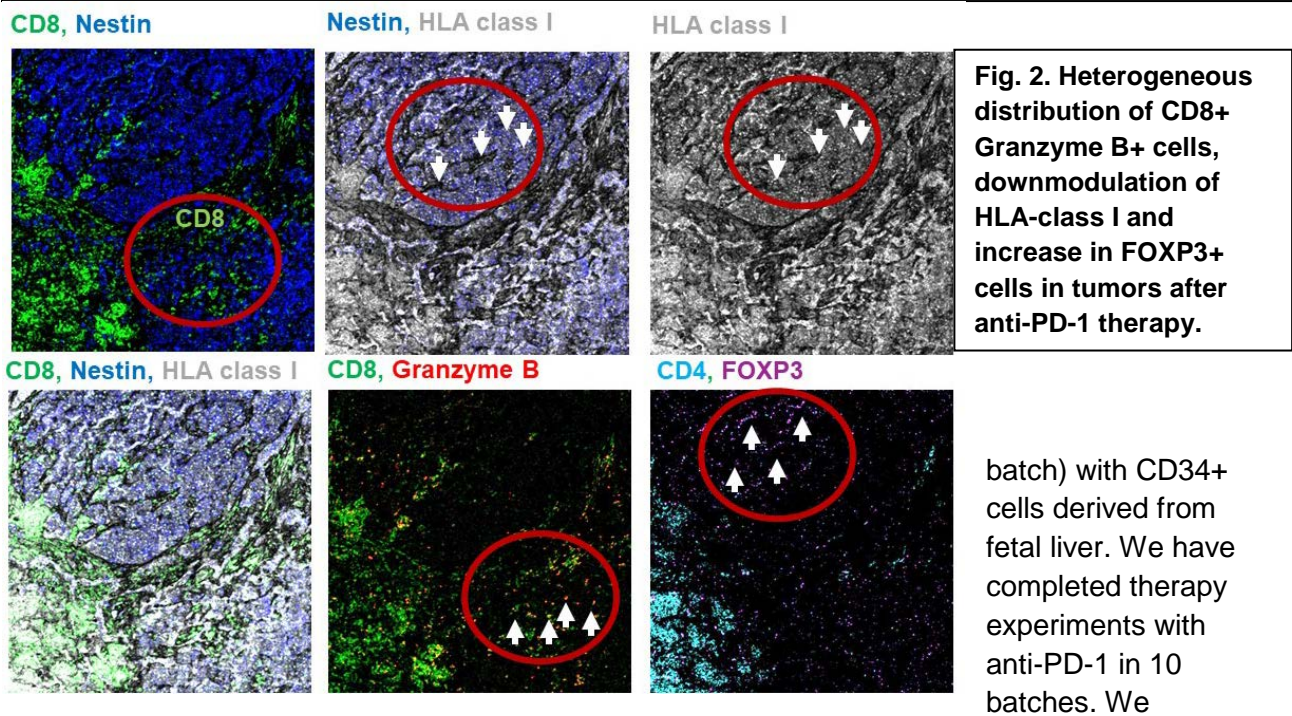 CD8, Nestin
Nestin, HLA class I
HLA class I
CD8
Fig. 2. Heterogeneous
distribution of CD8+
Granzyme B+ cells,
downmodulation of
HLA-class I and
increase in FOXP3+
cells in tumors after
anti-PD-1 therapy.
CD8, Nestin, HLA class I
CD8, Granzyme B
CD4, FOXP3
batch) with CD34+
cells derived from
fetal liver. We have
completed therapy
experiments with
anti-PD-1 in 10
batches. We